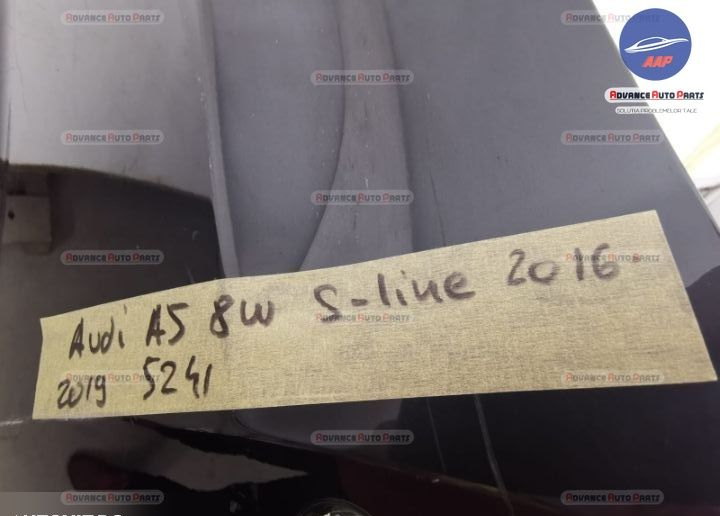 AAP
ADVANCE AUTO PARTS
SOLUTIA PROBLEMELOR TALE
Audi A5 8W S-line 2016
2019 5241